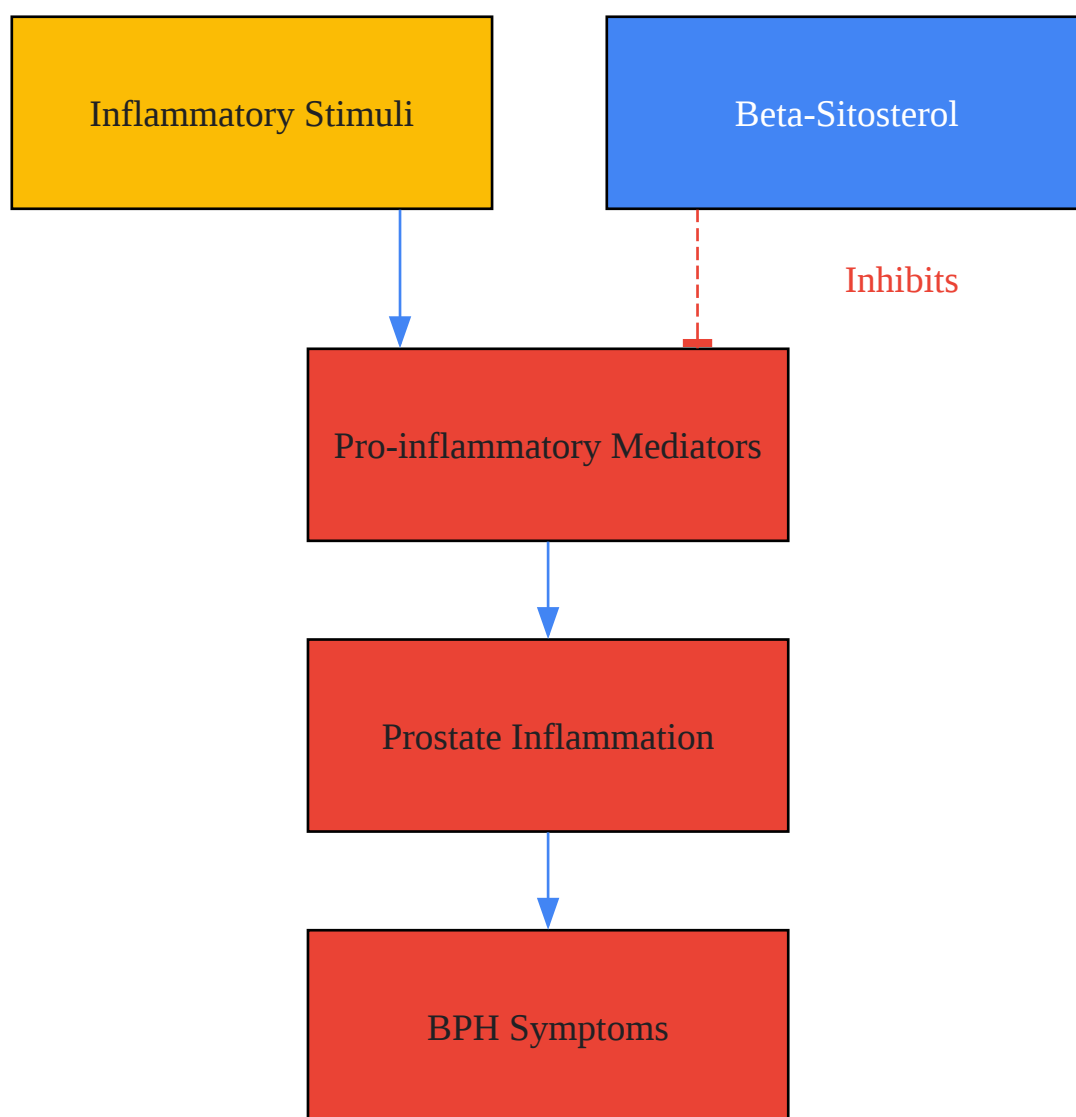 Inflammatory Stimuli
Beta-Sitosterol
Inhibits
Pro-inflammatory Mediators
Prostate Inflammation
BPH Symptoms